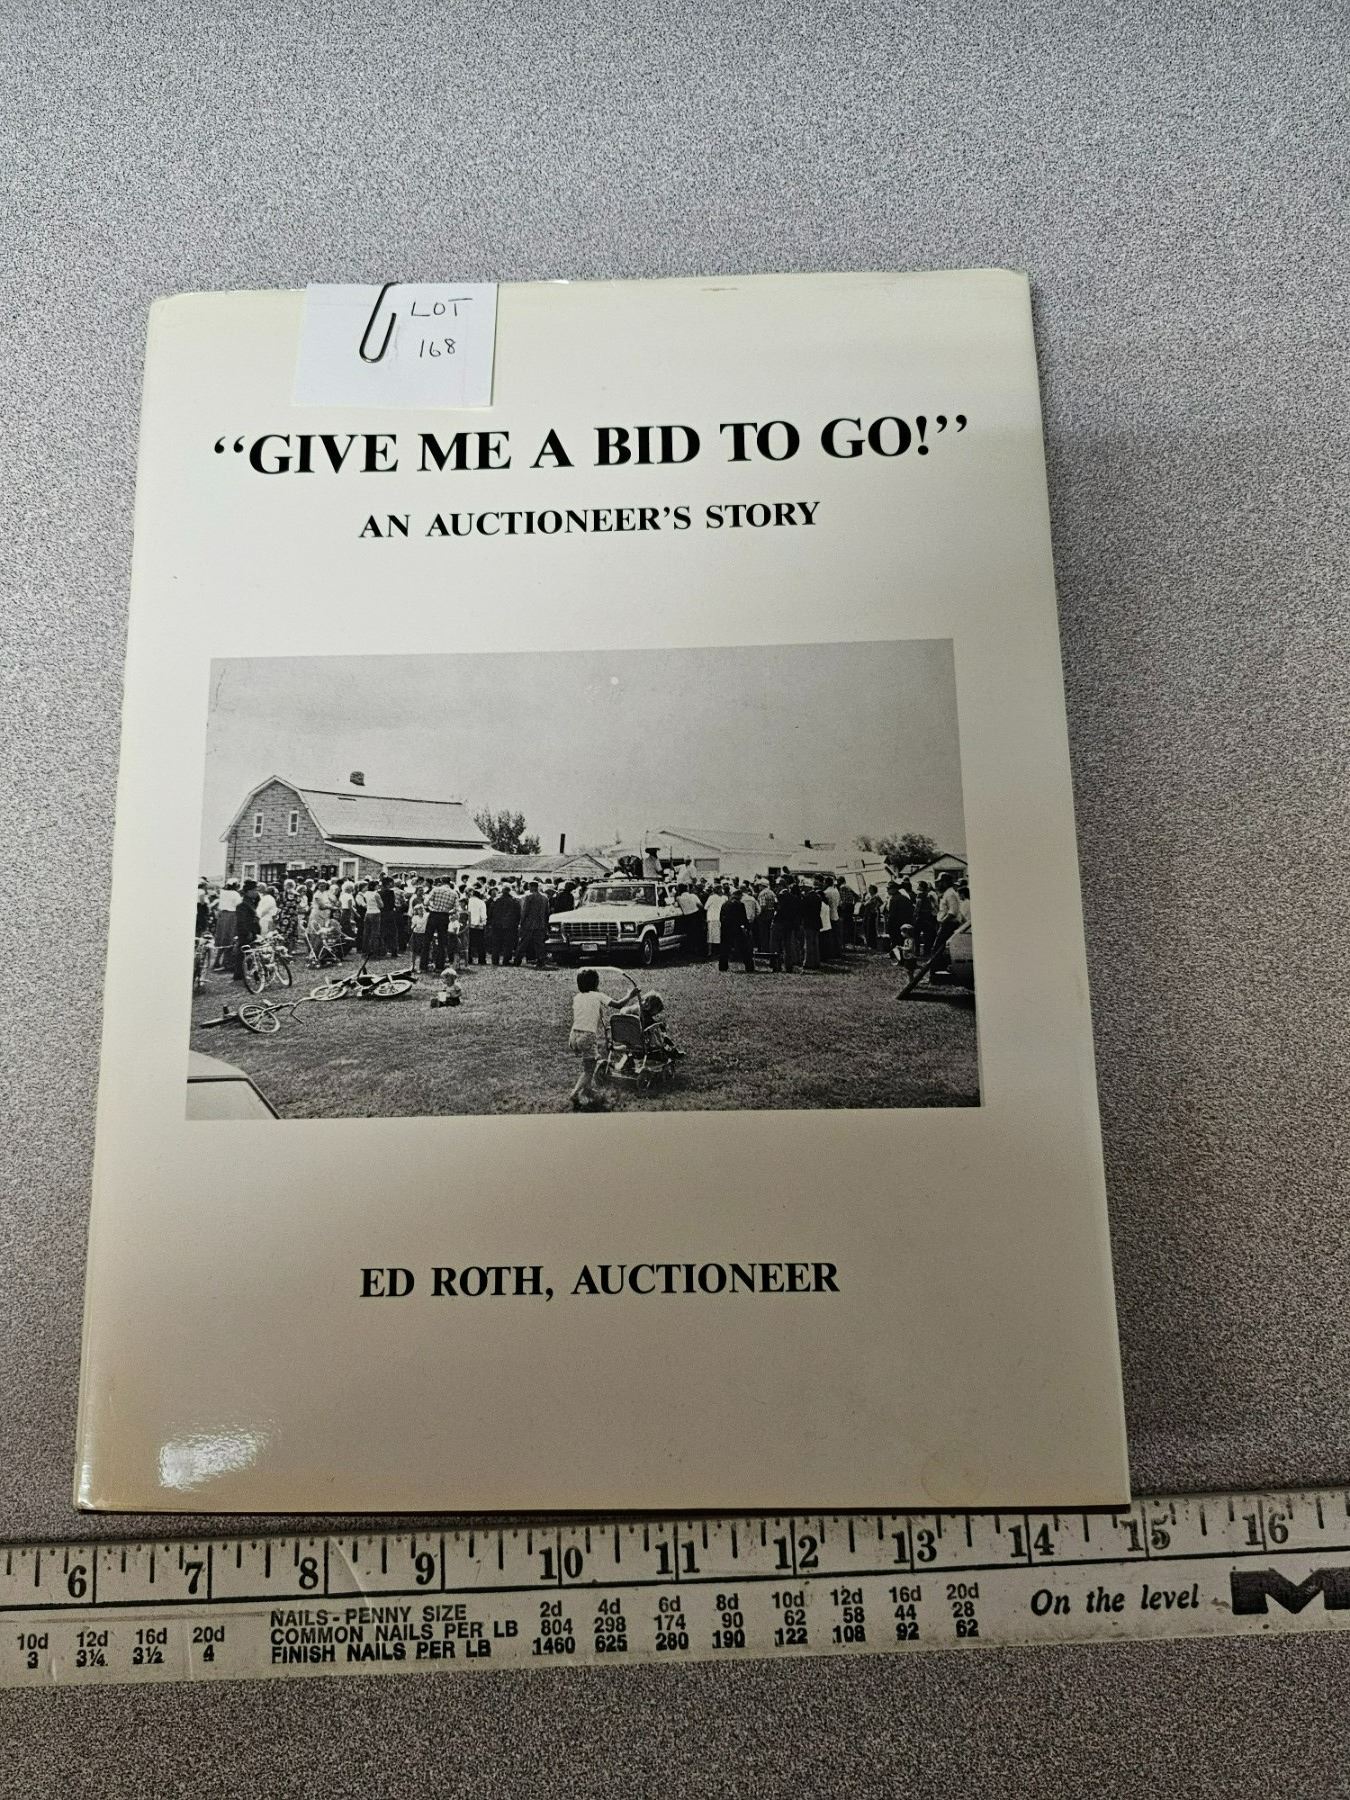 LOT
168
“GIVE ME A BID TO GO!”
AN AUCTIONEER’S STORY
ED ROTH, AUCTIONEER
6 7 8 9 10 11 12 13 14 15 16
NAILS - PENNY SIZE 2d 4d 6d 8d 10d 12d 16d 20d
COMMON NAILS PER LB 804 298 174 90 62 58 44 28
FINISH NAILS PER LB 1460 625 280 190 122 108 92 62
10d 12d 16d 20d
3 3¼ 3½ 4
On the level